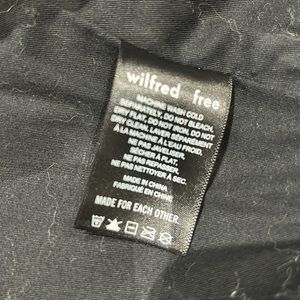 wilfred free
MACHINE WASH COLD
SEPARATELY, DO NOT BLEACH.
DRY FLAT, DO NOT IRON, DO NOT
DRY CLEAN. LAVER SÉPARÉMENT
À LA MACHINE À L'EAU FROID.
NE PAS JAVELISER.
SÉCHER À PLAT.
NE PAS REPASSER.
NE PAS NETTOYER À SEC.
MADE IN CHINA
FABRIQUÉ EN CHINE
MADE FOR EACH OTHER.